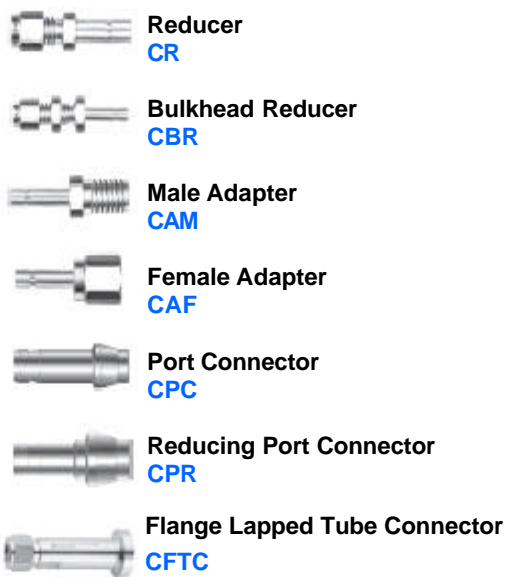 Reducer
CR
Bulkhead Reducer
CBR
Male Adapter
CAM
Female Adapter
CAF
Port Connector
CPC
Reducing Port Connector
CPR
Flange Lapped Tube Connector
CFTC